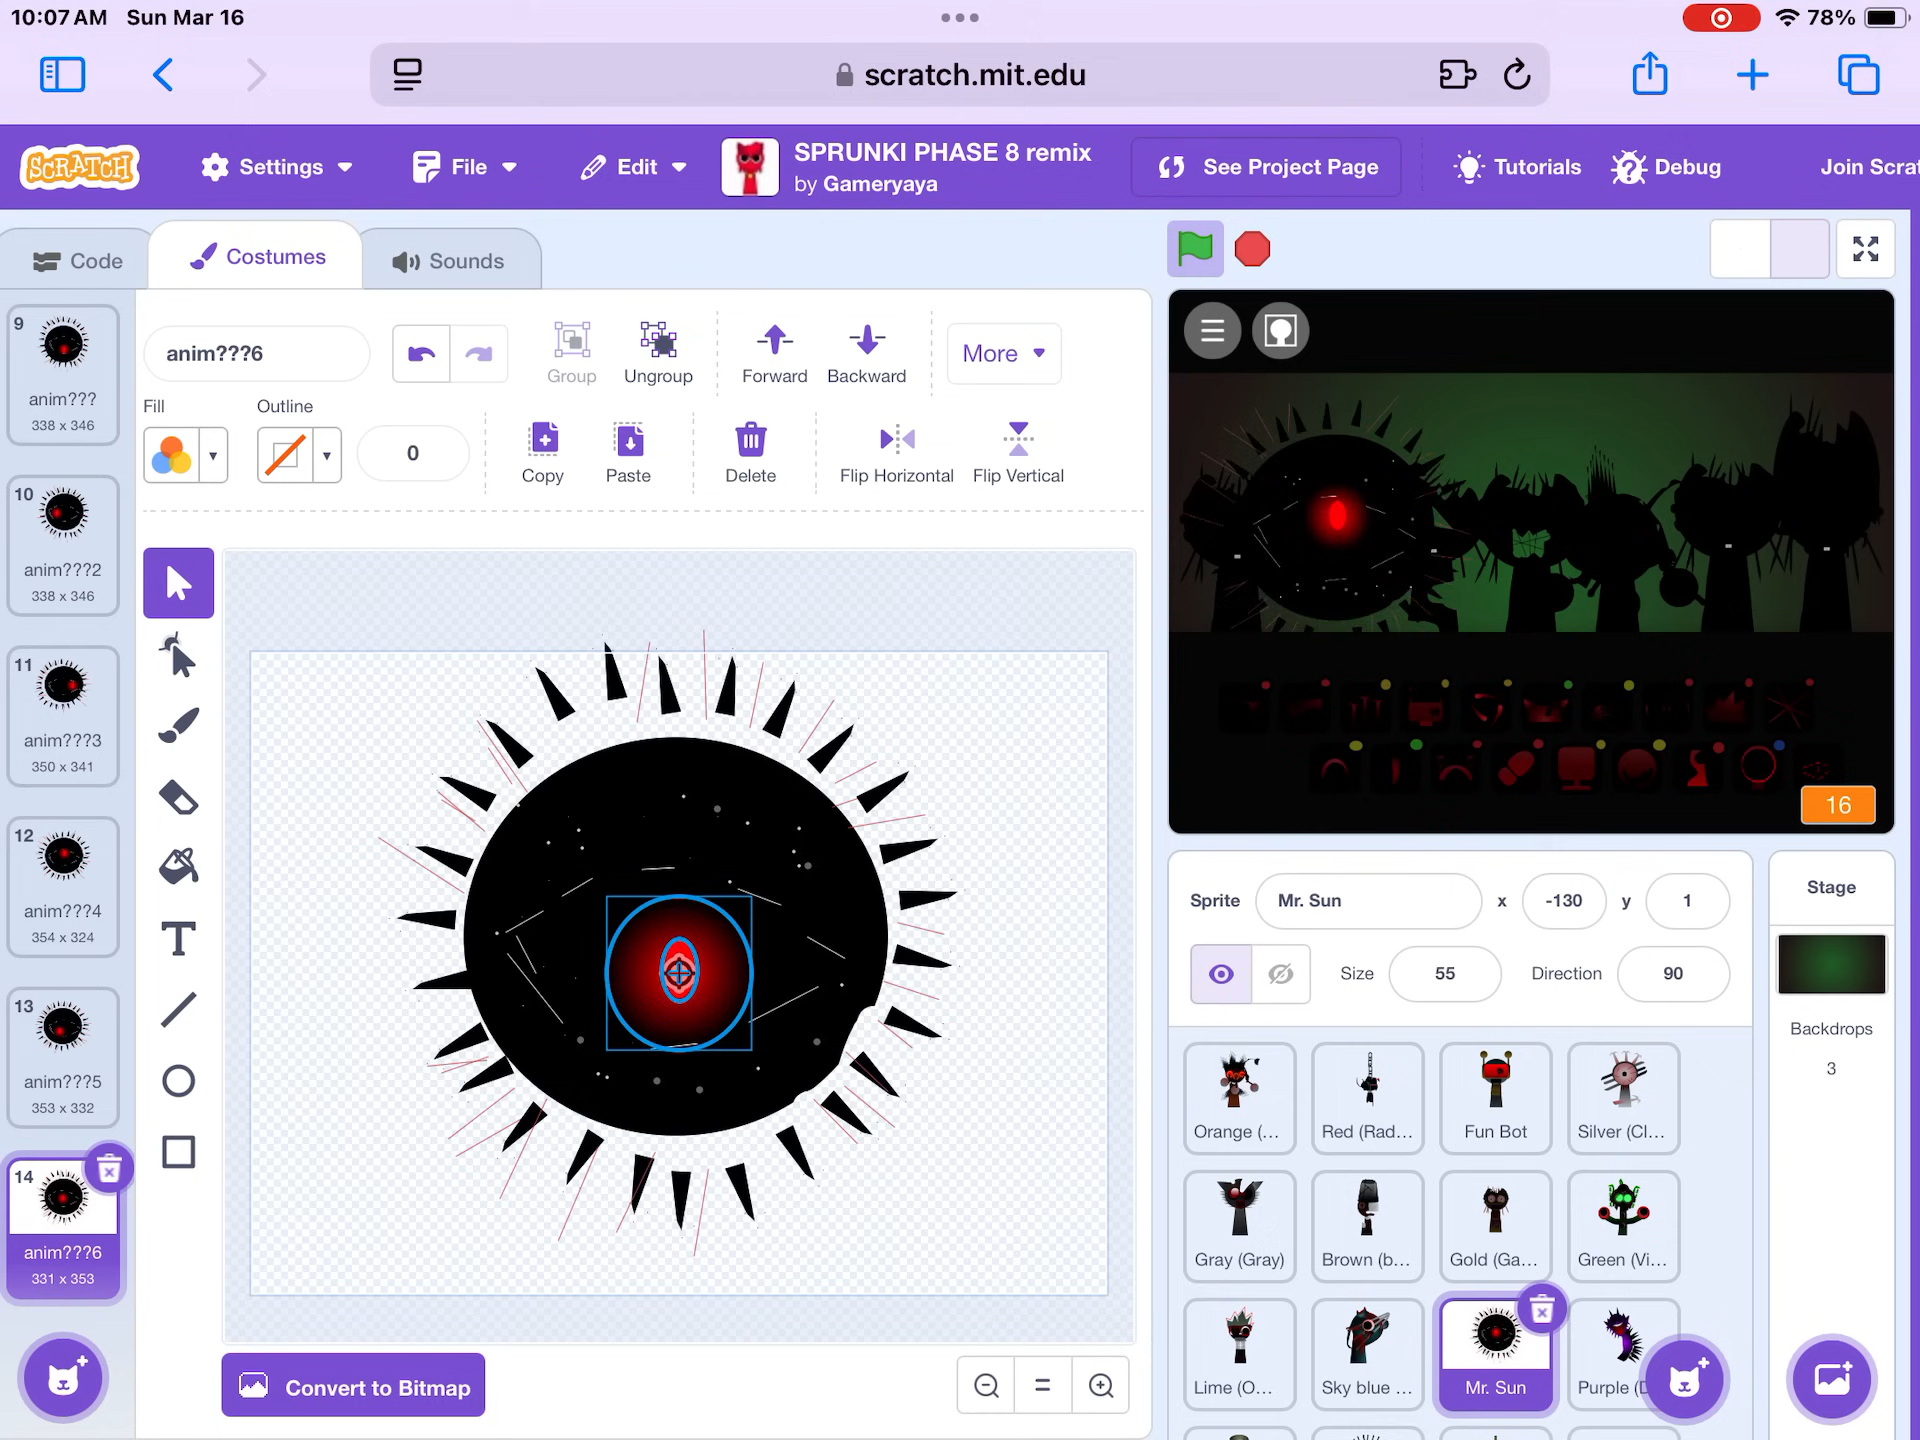 10:07 AM Sun Mar 16
78%
scratch.mit.edu
SCRATCH
Settings
File
Edit
SPRUNKI PHASE 8 remix
by Gameryaya
See Project Page
Tutorials
Debug
Join Scrat
Code
Costumes
Sounds
anim???6
Group
Ungroup
Forward
Backward
More
Fill
Outline
0
Copy
Paste
Delete
Flip Horizontal
Flip Vertical
9
anim???
338 x 346
10
anim???2
338 x 346
11
anim???3
350 x 341
12
anim???4
354 x 324
13
anim???5
353 x 332
14
anim???6
331 x 353
T
Convert to Bitmap
16
Sprite
Mr. Sun
x
-130
y
1
Size
55
Direction
90
Stage
Backdrops
3
Orange (...
Red (Rad...
Fun Bot
Silver (Cl...
Gray (Gray)
Brown (b...
Gold (Ga...
Green (Vi...
Lime (O...
Sky blue ...
Mr. Sun
Purple (D